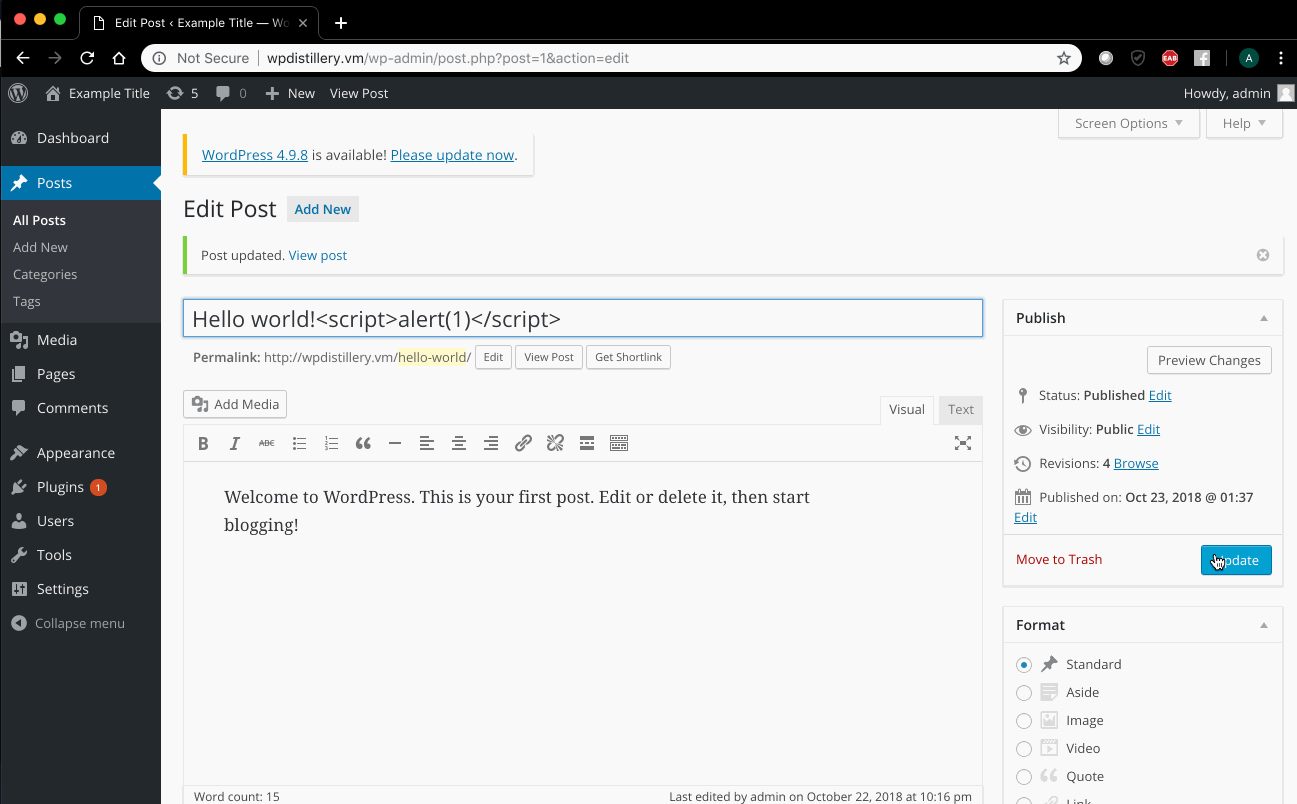 Edit Post ‹ Example Title — Wo
Not Secure wpdistillery.vm/wp-admin/post.php?post=1&action=edit
EAB
A
Example Title 5 0 New View Post Howdy, admin
Screen Options Help
Dashboard
Posts
All Posts
Add New
Categories
Tags
Media
Pages
Comments
Appearance
Plugins 1
Users
Tools
Settings
Collapse menu
WordPress 4.9.8 is available! Please update now.
Edit Post Add New
Post updated. View post
Hello world!<script>alert(1)</script>
Permalink: http://wpdistillery.vm/hello-world/ Edit View Post Get Shortlink
Add Media
Visual Text
B I ABC
Welcome to WordPress. This is your first post. Edit or delete it, then start
blogging!
Word count: 15 Last edited by admin on October 22, 2018 at 10:16 pm
Publish
Preview Changes
Status: Published Edit
Visibility: Public Edit
Revisions: 4 Browse
Published on: Oct 23, 2018 @ 01:37
Edit
Move to Trash
Format
Standard
Aside
Image
Video
Quote